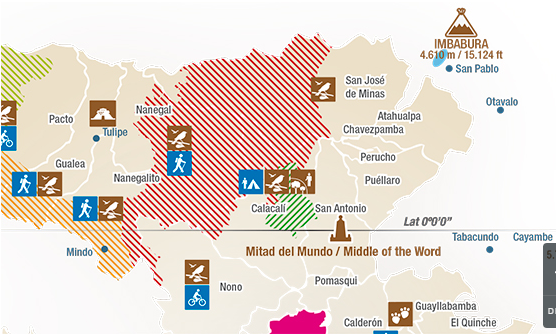 IMBABURA
4.610 m / 15.124 ft
San Pablo
San José
de Minas
Otavalo
Nanegal
Pacto
Tulipe
Atahualpa
Chavezpamba
Perucho
Gualea
Nanegalito
Puéllaro
Calacalí
San Antonio
Lat 0º0'0"
Tabacundo
Cayambe
Mindo
Mitad del Mundo / Middle of the Word
5.
Nono
Pomasqui
Guayllabamba
Calderón
El Quinche